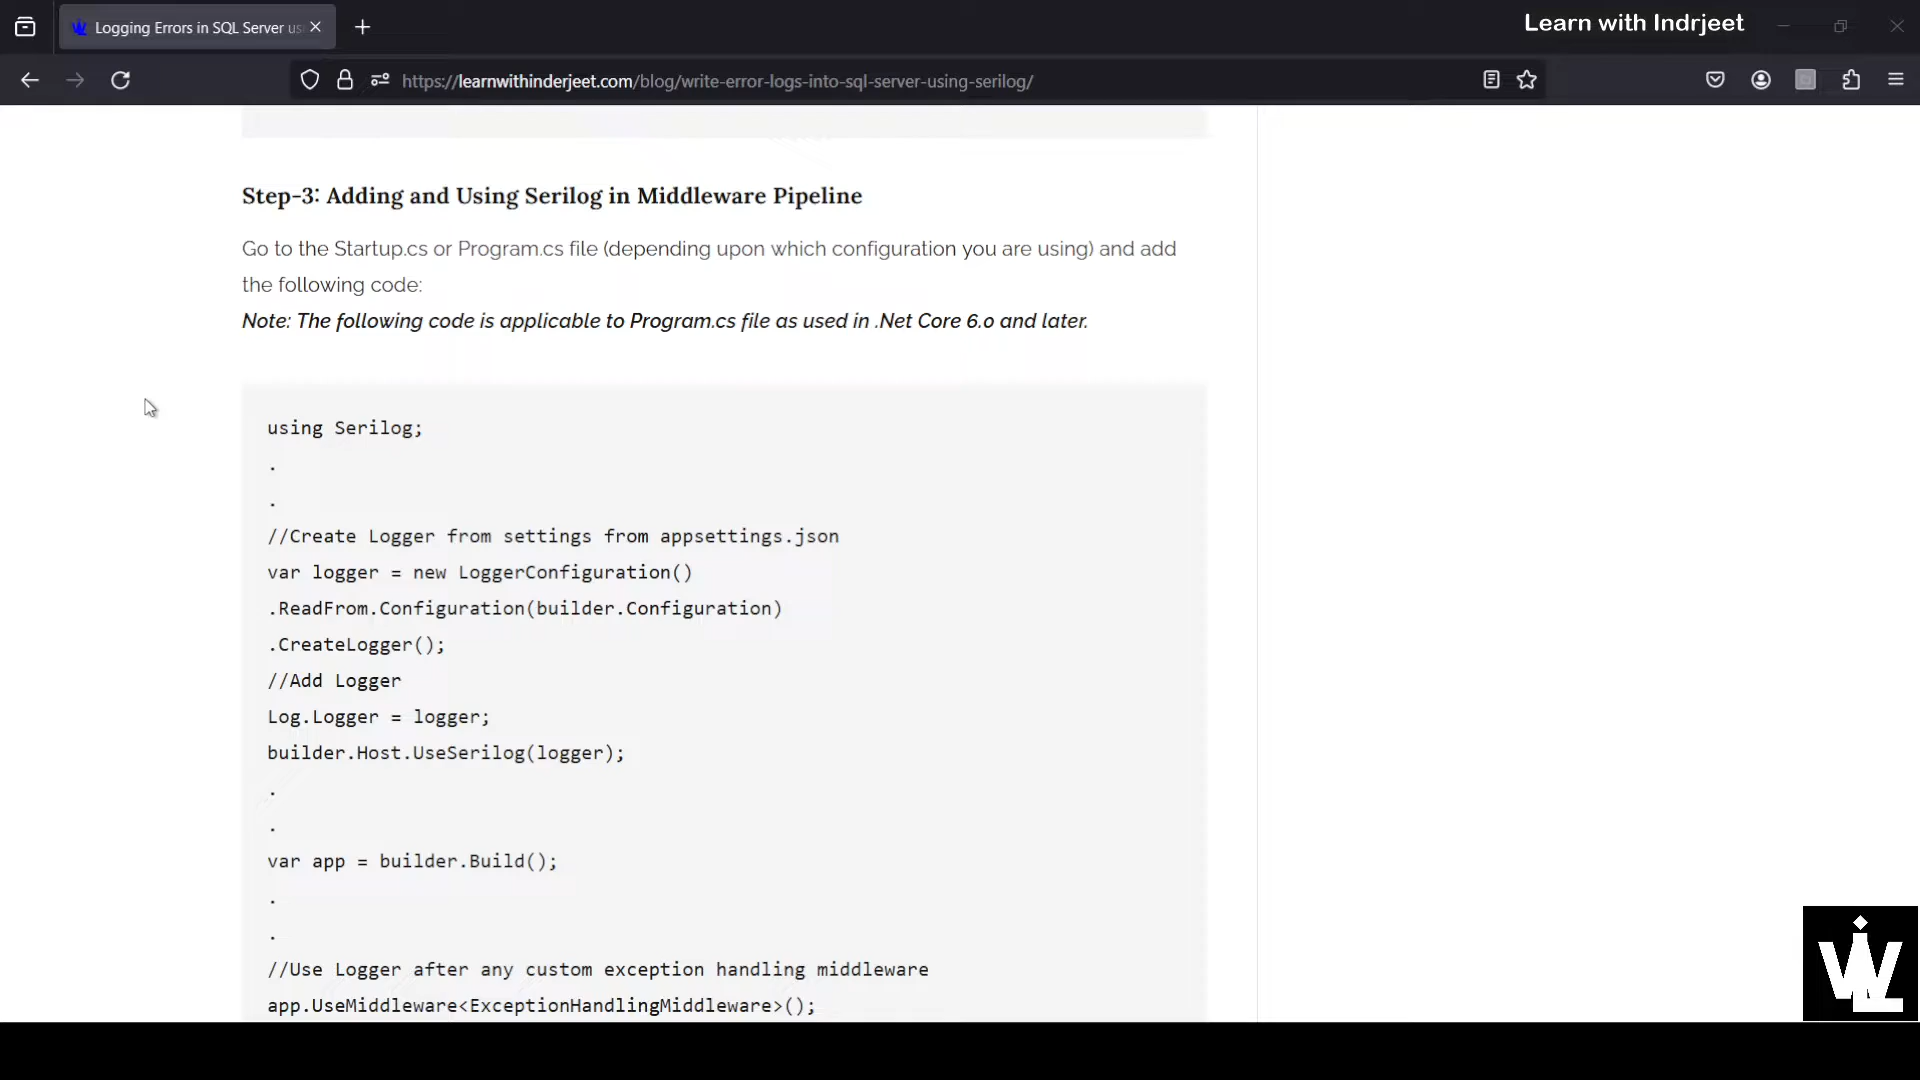 Logging Errors in SQL Server us
Learn with Indrjeet
https://learnwithinderjeet.com/blog/write-error-logs-into-sql-server-using-serilog/
Step-3: Adding and Using Serilog in Middleware Pipeline
Go to the Startup.cs or Program.cs file (depending upon which configuration you are using) and add
the following code:
Note: The following code is applicable to Program.cs file as used in .Net Core 6.0 and later.
using Serilog;
.
.
//Create Logger from settings from appsettings.json
var logger = new LoggerConfiguration()
.ReadFrom.Configuration(builder.Configuration)
.CreateLogger();
//Add Logger
Log.Logger = logger;
builder.Host.UseSerilog(logger);
.
.
var app = builder.Build();
.
.
//Use Logger after any custom exception handling middleware
app.UseMiddleware<ExceptionHandlingMiddleware>();